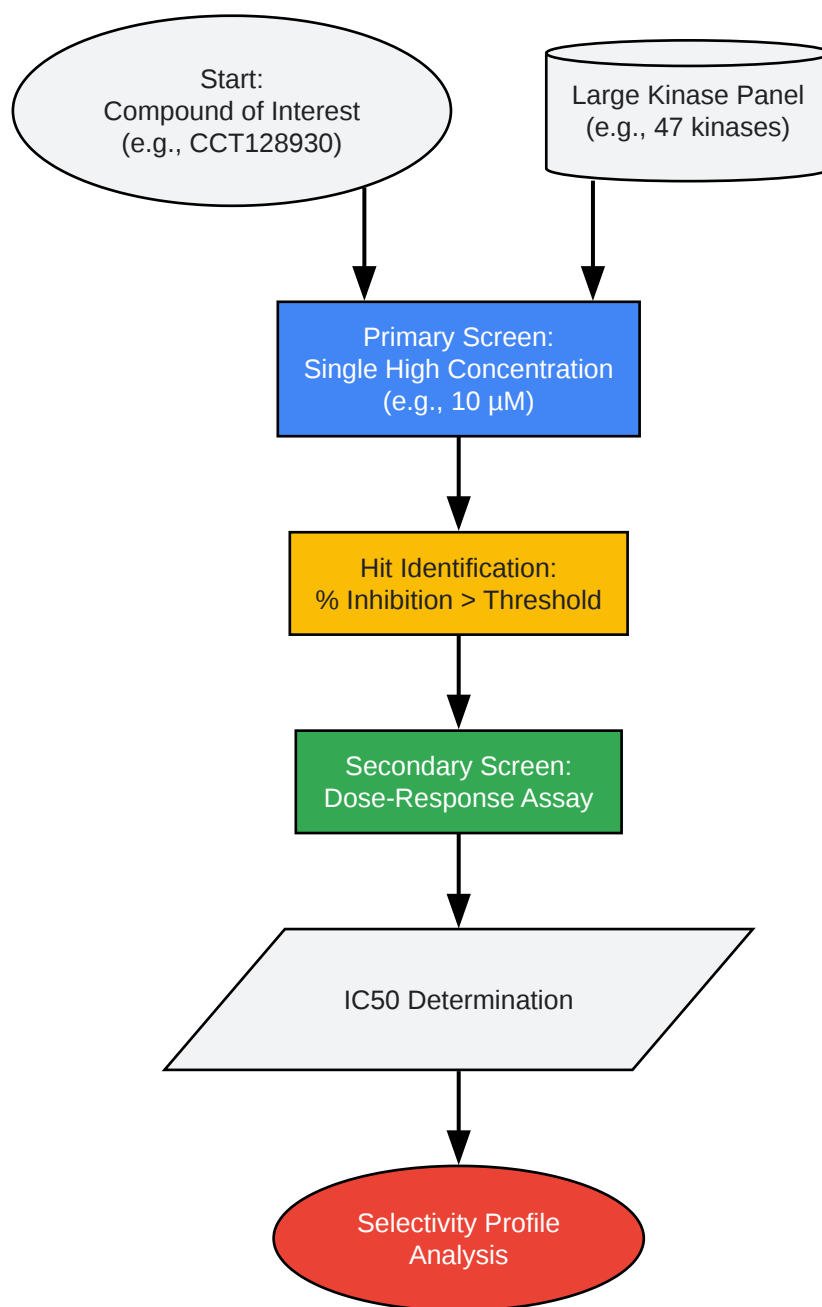 Start:
Compound of Interest
(e.g., CCT128930)
Large Kinase Panel
(e.g., 47 kinases)
Primary Screen:
Single High Concentration
(e.g., 10 µM)
Hit Identification:
% Inhibition > Threshold
Secondary Screen:
Dose-Response Assay
IC50 Determination
Selectivity Profile
Analysis